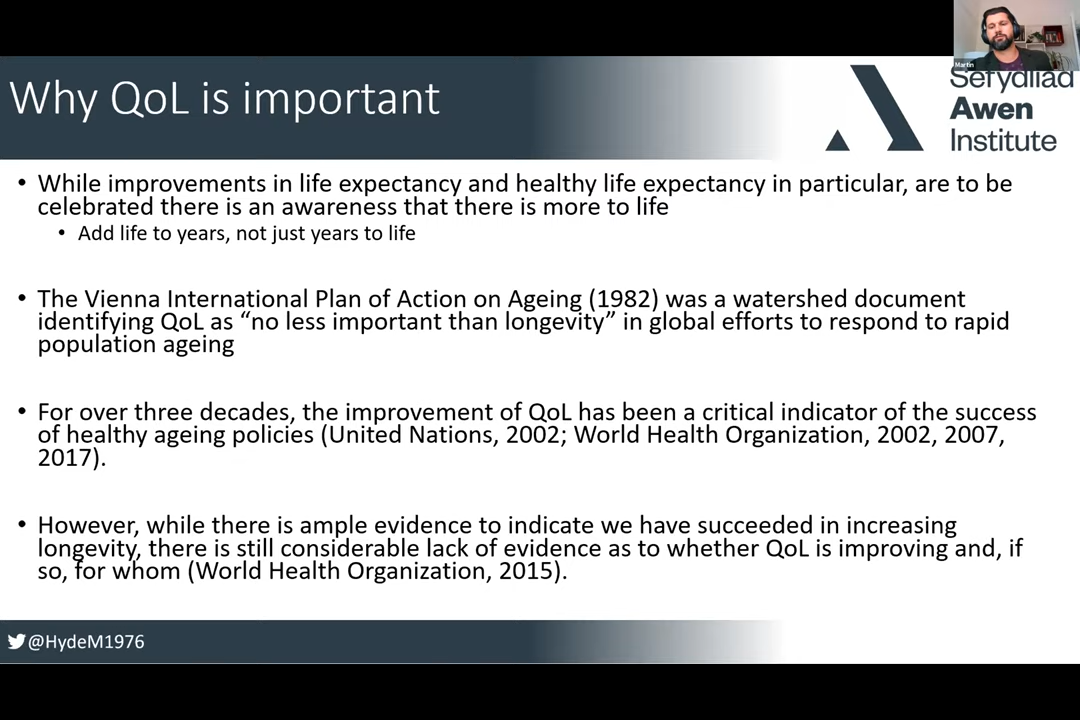 Martin
Why QoL is important
Sefydliad
Awen
Institute
• While improvements in life expectancy and healthy life expectancy in particular, are to be
celebrated there is an awareness that there is more to life
• Add life to years, not just years to life
• The Vienna International Plan of Action on Ageing (1982) was a watershed document
identifying QoL as “no less important than longevity” in global efforts to respond to rapid
population ageing
• For over three decades, the improvement of QoL has been a critical indicator of the success
of healthy ageing policies (United Nations, 2002; World Health Organization, 2002, 2007,
2017).
• However, while there is ample evidence to indicate we have succeeded in increasing
longevity, there is still considerable lack of evidence as to whether QoL is improving and, if
so, for whom (World Health Organization, 2015).
@HydeM1976